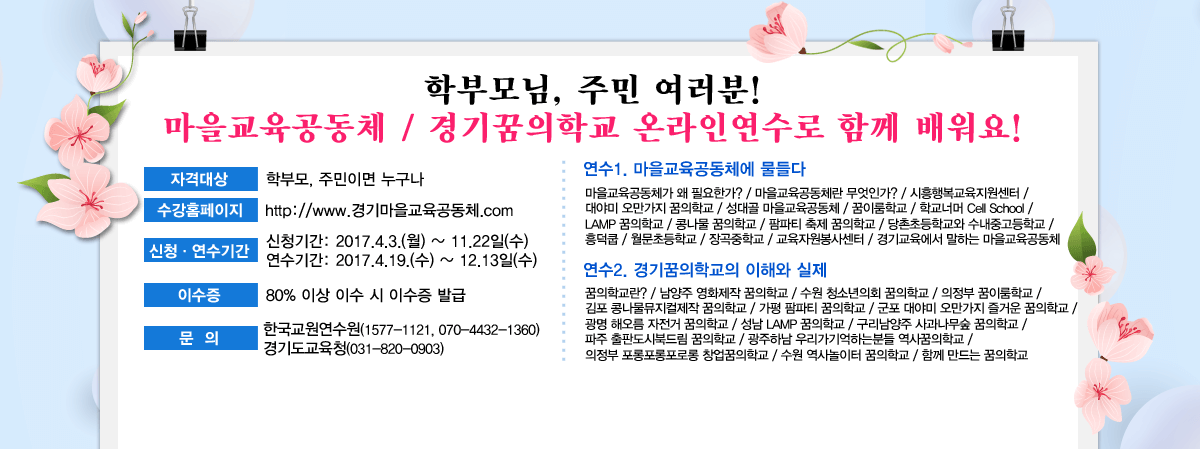 학부모님, 주민 여러분!
마을교육공동체 / 경기꿈의학교 온라인연수로 함께 배워요!
자격대상 학부모, 주민이면 누구나
수강홈페이지 http://www.경기마을교육공동체.com
신청·연수기간 신청기간: 2017.4.3.(월) ~ 11.22일(수)
연수기간: 2017.4.19.(수) ~ 12.13일(수)
이수증 80% 이상 이수 시 이수증 발급
문 의 한국교원연수원(1577-1121, 070-4432-1360)
경기도교육청(031-820-0903)
연수1. 마을교육공동체에 물들다
마을교육공동체가 왜 필요한가? / 마을교육공동체란 무엇인가? / 시흥행복교육지원센터 /
대야미 오만가지 꿈의학교 / 성대골 마을교육공동체 / 꿈이룸학교 / 학교너머 Cell School /
LAMP 꿈의학교 / 콩나물 꿈의학교 / 팜파티 축제 꿈의학교 / 당촌초등학교와 수내중고등학교 /
흥덕쿱 / 월문초등학교 / 장곡중학교 / 교육자원봉사센터 / 경기교육에서 말하는 마을교육공동체
연수2. 경기꿈의학교의 이해와 실제
꿈의학교란? / 남양주 영화제작 꿈의학교 / 수원 청소년의회 꿈의학교 / 의정부 꿈이룸학교 /
김포 콩나물뮤지컬제작 꿈의학교 / 가평 팜파티 꿈의학교 / 군포 대야미 오만가지 즐거운 꿈의학교 /
광명 해오름 자전거 꿈의학교 / 성남 LAMP 꿈의학교 / 구리남양주 사과나무숲 꿈의학교 /
파주 출판도시북드림 꿈의학교 / 광주하남 우리가기억하는분들 역사꿈의학교 /
의정부 포롱포롱포로롱 창업꿈의학교 / 수원 역사놀이터 꿈의학교 / 함께 만드는 꿈의학교